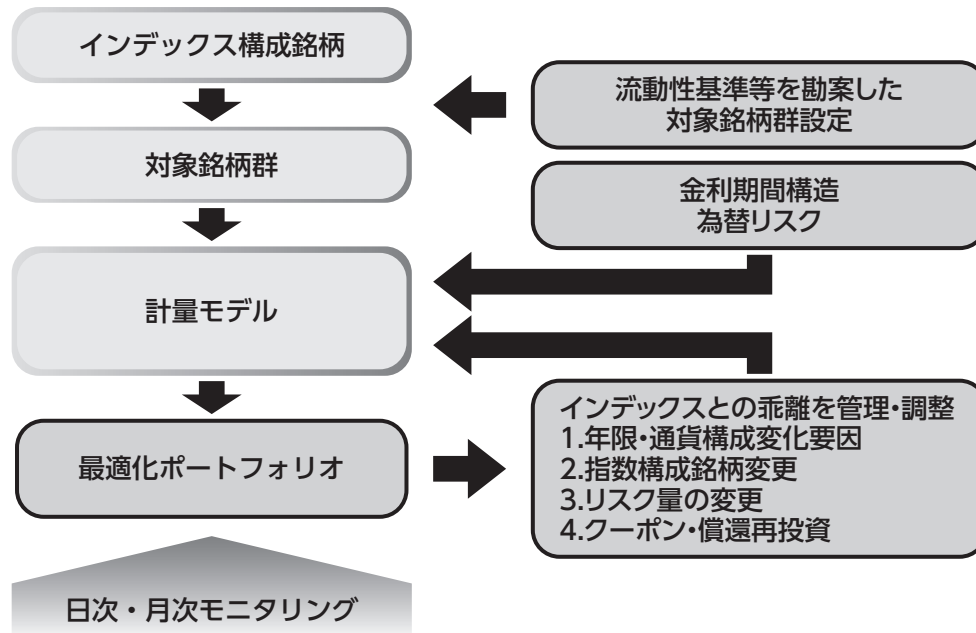 インデックス構成銘柄
流動性基準等を勘案した
対象銘柄群設定
対象銘柄群
金利期間構造
為替リスク
計量モデル
最適化ポートフォリオ
インデックスとの乖離を管理・調整
1.年限・通貨構成変化要因
2.指数構成銘柄変更
3.リスク量の変更
4.クーポン・償還再投資
日次・月次モニタリング